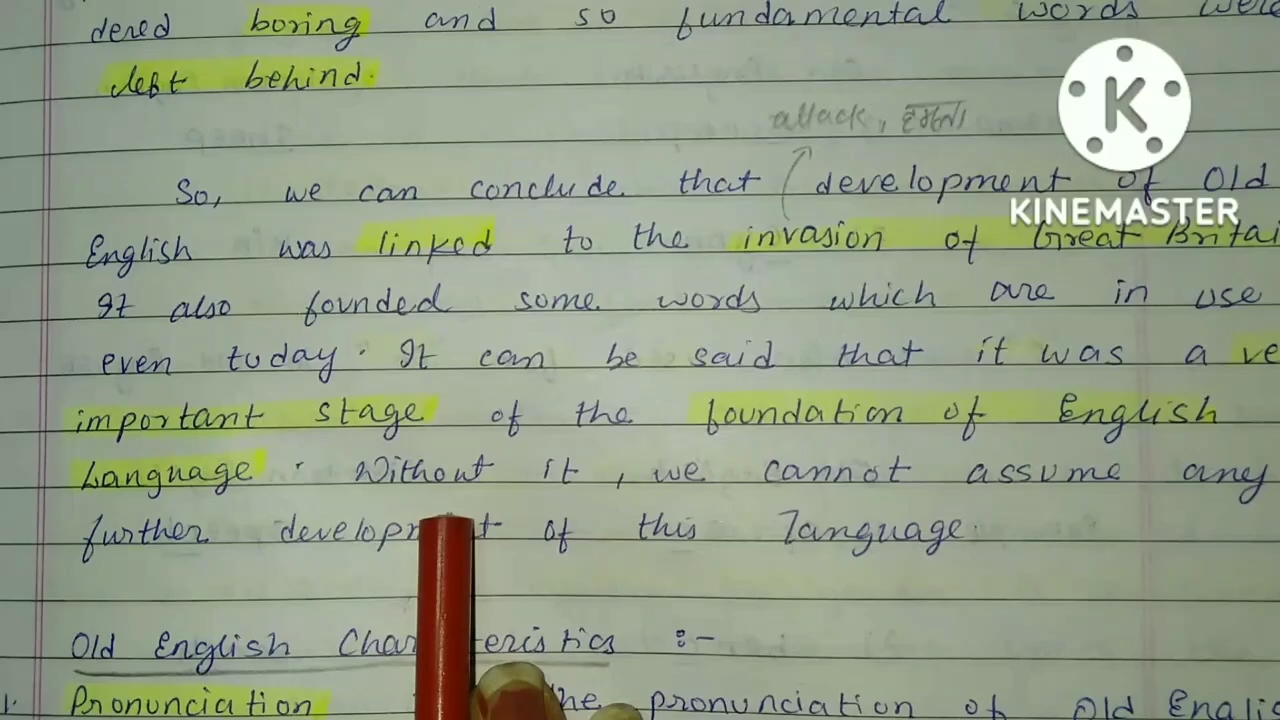 dered boring and so fundamental words were
left behind.
attack, हमला
So, we can conclude that development of Old
English was linked to the invasion of Great Britai
It also founded some words which are in use
even today. It can be said that it was a ve
important stage of the foundation of English
Language. Without it, we cannot assume any
further develop t of this language.
Old English Char eristics :-
1. Pronunciation he pronunciation of Old Englis
K
KINEMASTER